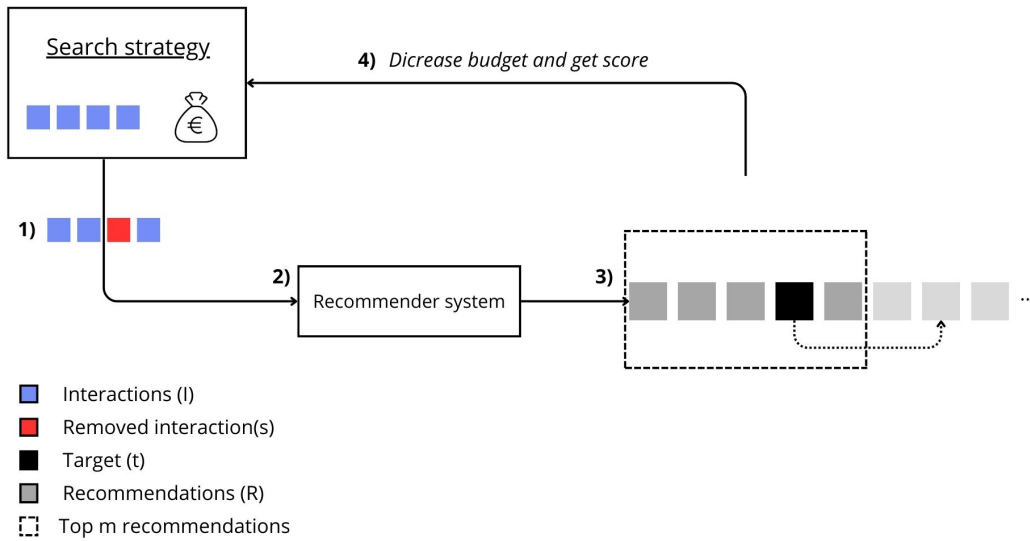 Search strategy
4) Dicrease budget and get score
€
1)
2)
3)
Recommender system
..
Interactions (I)
Removed interaction(s)
Target (t)
Recommendations (R)
Top m recommendations